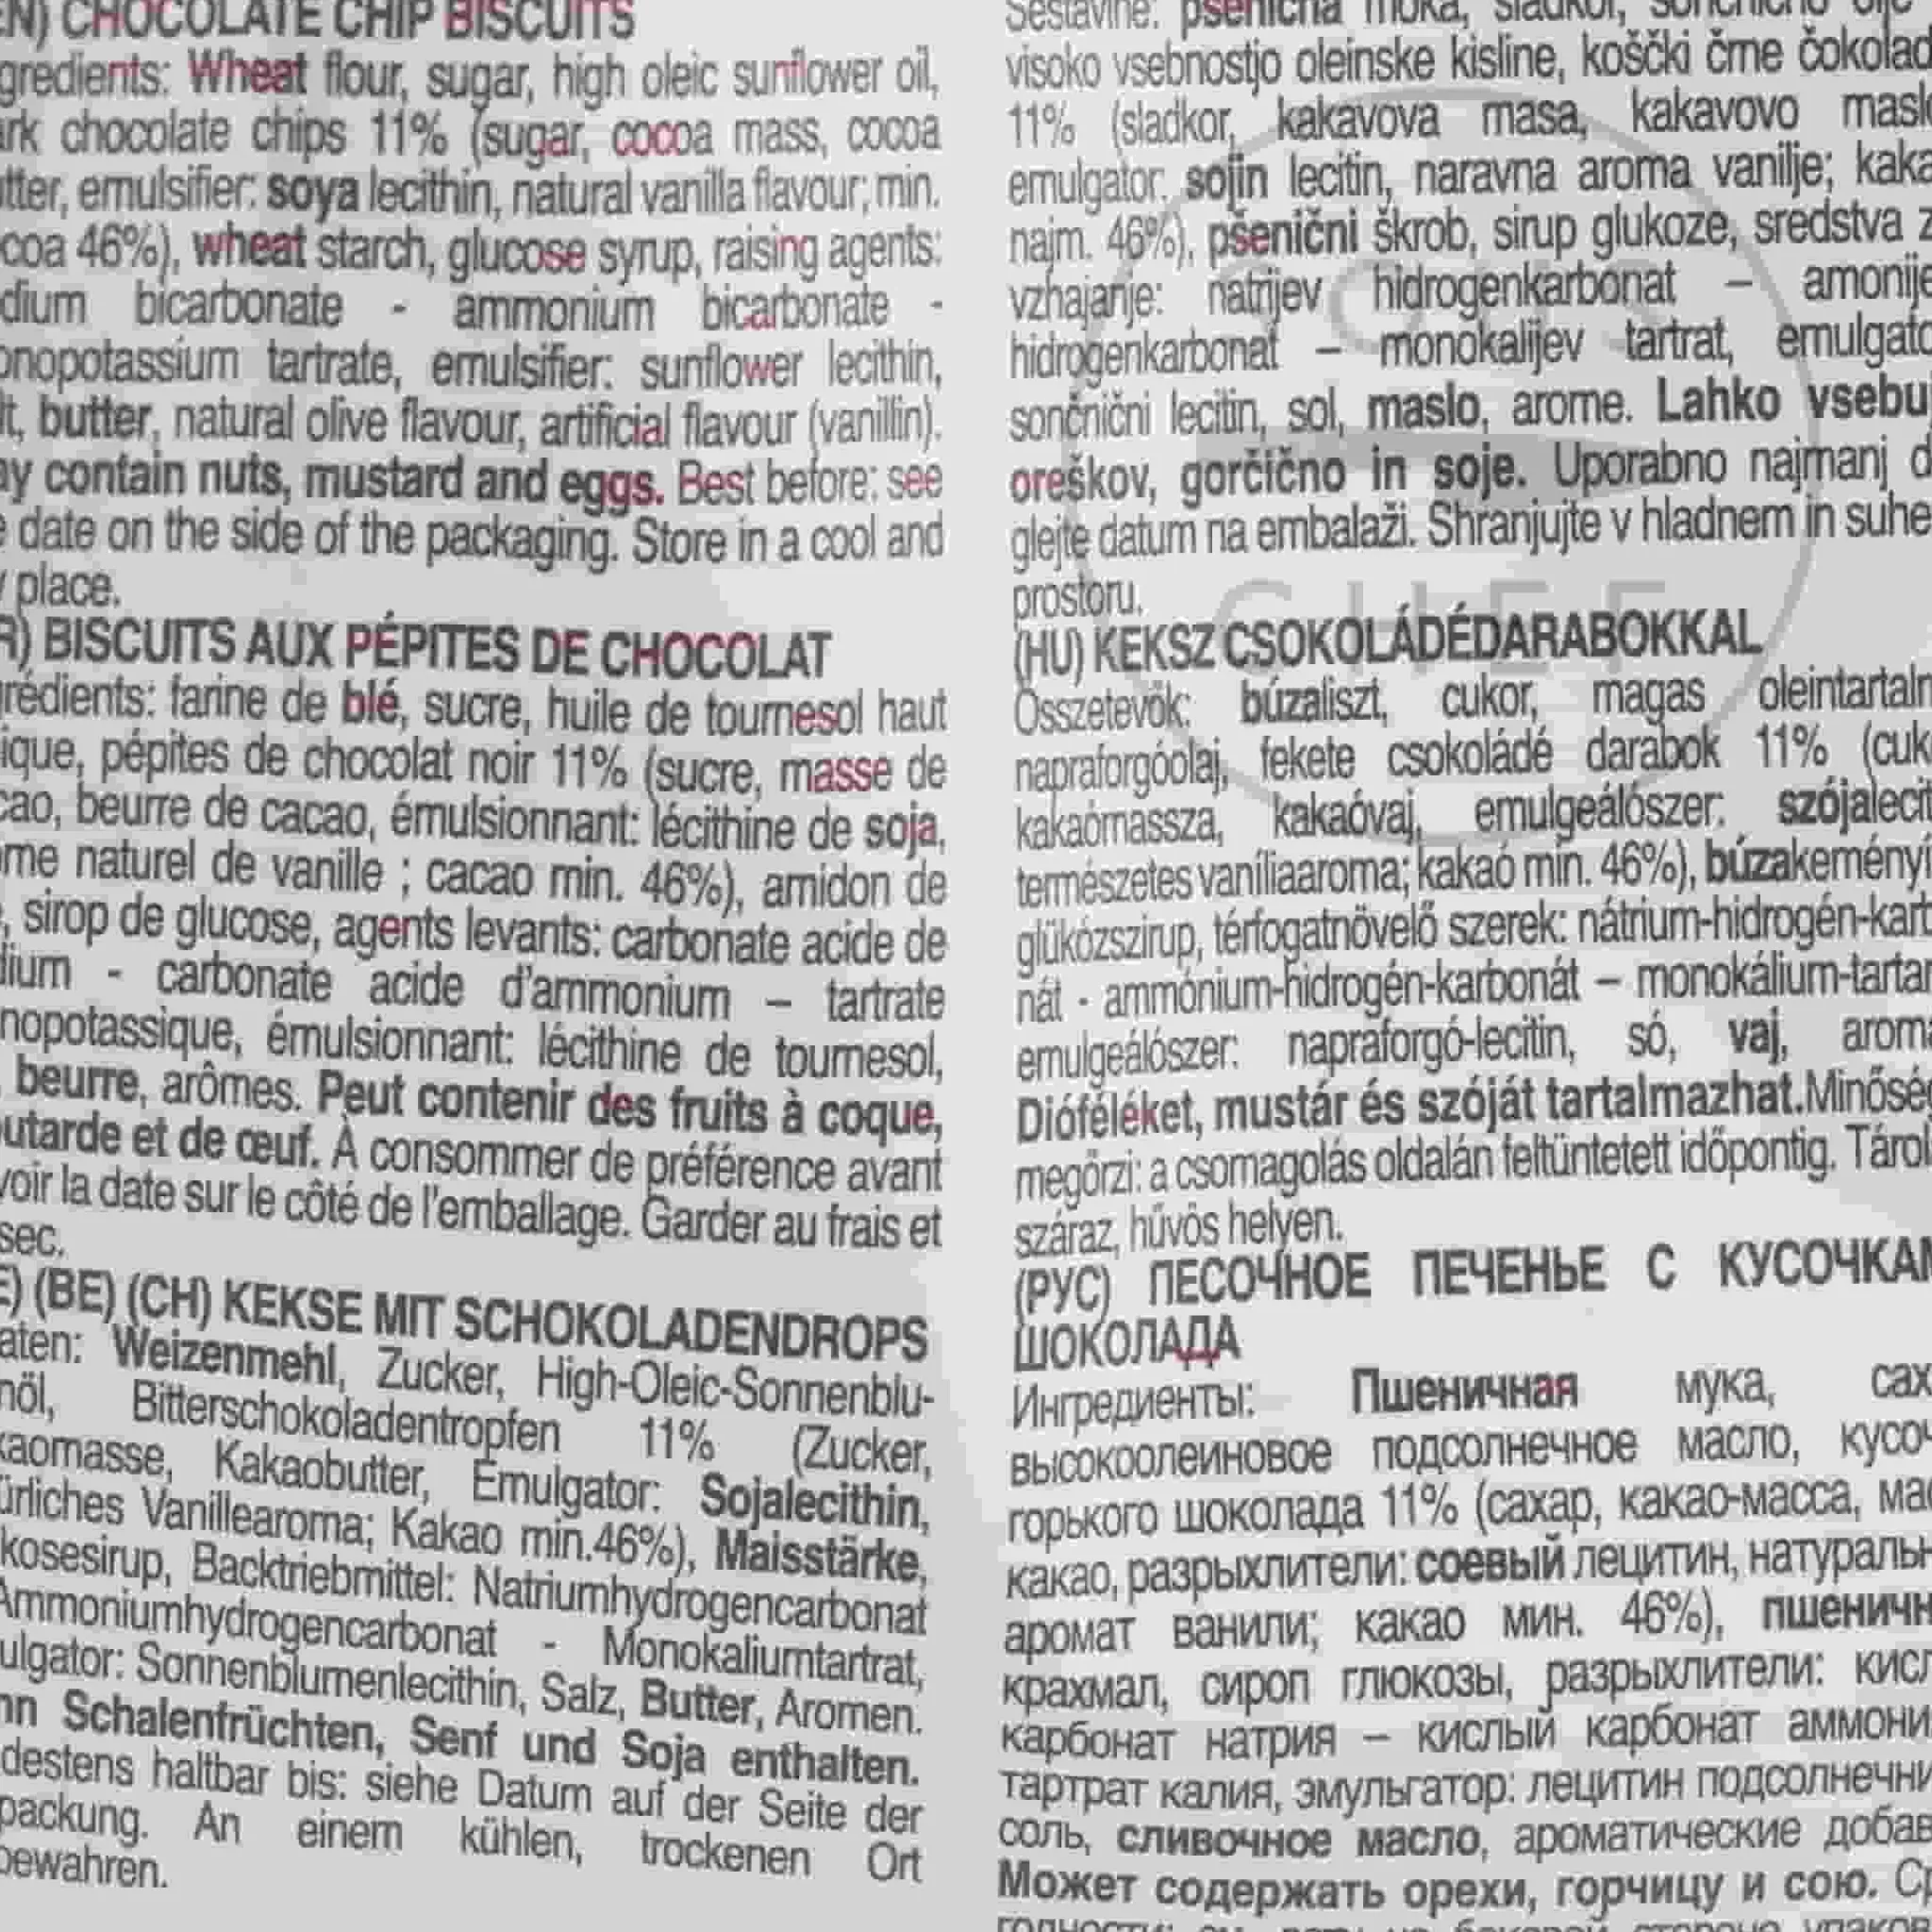 EN) CHOCOLATE CHIP BISCUITS
gredients: Wheat flour, sugar, high oleic sunflower oil,
ark chocolate chips 11% (sugar, cocoa mass, cocoa
utter, emulsifier: soya lecithin, natural vanilla flavour; min.
coa 46%), wheat starch, glucose syrup, raising agents:
dium bicarbonate - ammonium bicarbonate -
onopotassium tartrate, emulsifier: sunflower lecithin,
lt, butter, natural olive flavour, artificial flavour (vanillin).
ay contain nuts, mustard and eggs. Best before: see
e date on the side of the packaging. Store in a cool and
y place.
R) BISCUITS AUX PÉPITES DE CHOCOLAT
grédients: farine de blé, sucre, huile de tournesol haut
ique, pépites de chocolat noir 11% (sucre, masse de
cao, beurre de cacao, émulsionnant: lécithine de soja,
ome naturel de vanille ; cacao min. 46%), amidon de
, sirop de glucose, agents levants: carbonate acide de
dium - carbonate acide d'ammonium – tartrate
nopotassique, émulsionnant: lécithine de tournesol,
, beurre, arômes. Peut contenir des fruits à coque,
outarde et de œuf. À consommer de préférence avant
voir la date sur le côté de l'emballage. Garder au frais et
sec.
E) (BE) (CH) KEKSE MIT SCHOKOLADENDROPS
aten: Weizenmehl, Zucker, High-Oleic-Sonnenblu-
nöl, Bitterschokoladentropfen 11% (Zucker,
kaomasse, Kakaobutter, Emulgator: Sojalecithin,
ürliches Vanillearoma; Kakao min.46%), Maisstärke,
kosesirup, Backtriebmittel: Natriumhydrogencarbonat
Ammoniumhydrogencarbonat - Monokaliumtartrat,
ulgator: Sonnenblumenlecithin, Salz, Butter, Aromen.
nn Schalenfrüchten, Senf und Soja enthalten.
destens haltbar bis: siehe Datum auf der Seite der
packung. An einem kühlen, trockenen Ort
bewahren.
Sestavine: pšenična moka, sladkor, sončnično olje
visoko vsebnostjo oleinske kisline, koščki črne čokolad
11% (sladkor, kakavova masa, kakavovo masl
emulgator: sojin lecitin, naravna aroma vanilje; kaka
najm. 46%), pšenični škrob, sirup glukoze, sredstva z
vzhajanje: natrijev hidrogenkarbonat – amonije
hidrogenkarbonat – monokalijev tartrat, emulgato
sončnični lecitin, sol, maslo, arome. Lahko vsebu
oreškov, gorčično in soje. Uporabno najmanj d
glejte datum na embalaži. Shranjujte v hladnem in suhe
prostoru.
(HU) KEKSZ CSOKOLÁDÉDARABOKKAL
Összetevők: búzaliszt, cukor, magas oleintartaln
napraforgóolaj, fekete csokoládé darabok 11% (cuk
kakaómassza, kakaóvaj, emulgeálószer: szójaleci
természetes vaníliaaroma; kakaó min. 46%), búzakeményí
glükózszirup, térfogatnövelő szerek: nátrium-hidrogén-karb
nát - ammónium-hidrogén-karbonát – monokálium-tartar
emulgeálószer: napraforgó-lecitin, só, vaj, arom
Dióféléket, mustár és szóját tartalmazhat.Minősé
megőrzi: a csomagolás oldalán feltüntetett időpontig. Tárol
száraz, hűvös helyen.
(РУС) ПЕСОЧНОЕ ПЕЧЕНЬЕ С КУСОЧКАМ
ШОКОЛАДА
Ингредиенты: Пшеничная мука, сах
высокоолеиновое подсолнечное масло, кусоч
горького шоколада 11% (сахар, какао-масса, мас
какао, разрыхлители: соевый лецитин, натуральн
аромат ванили; какао мин. 46%), пшеничн
крахмал, сироп глюкозы, разрыхлители: кисл
карбонат натрия – кислый карбонат аммони
тартрат калия, эмульгатор: лецитин подсолнечни
соль, сливочное масло, ароматические добав
Может содержать орехи, горчицу и сою. Ср